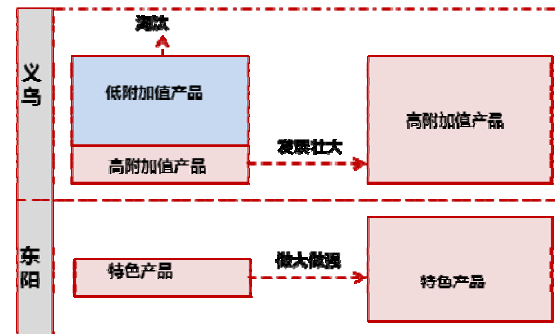 淘汰
义乌
低附加值产品
高附加值产品
发展壮大
高附加值产品
东阳
特色产品
做大做强
特色产品